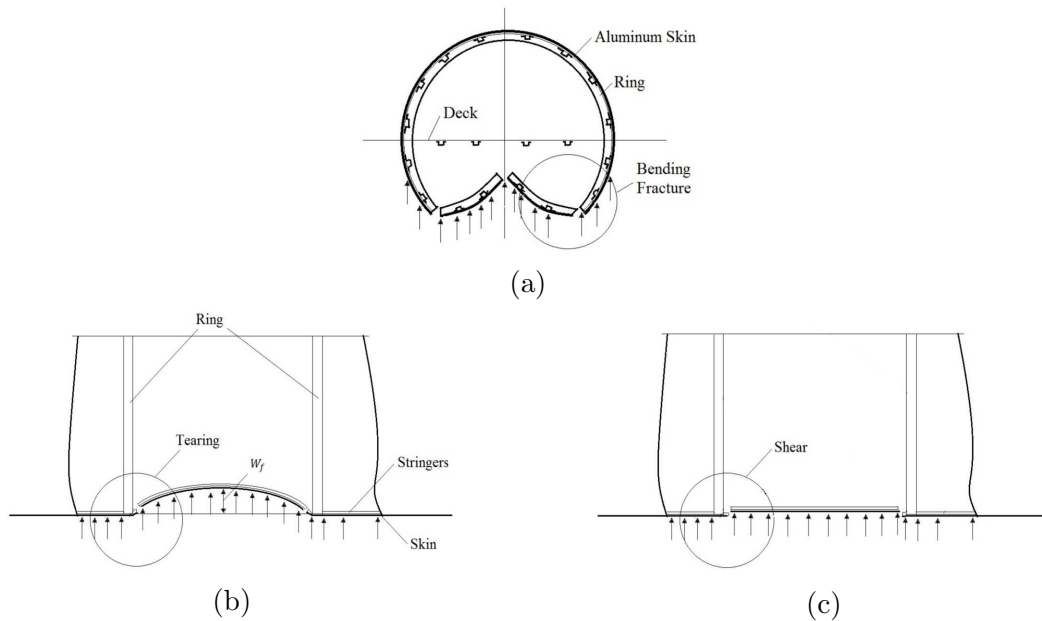 Aluminum Skin
Ring
Deck
Bending
Fracture
(a)
Ring
Tearing
W_f
Stringers
Skin
(b)
Shear
(c)